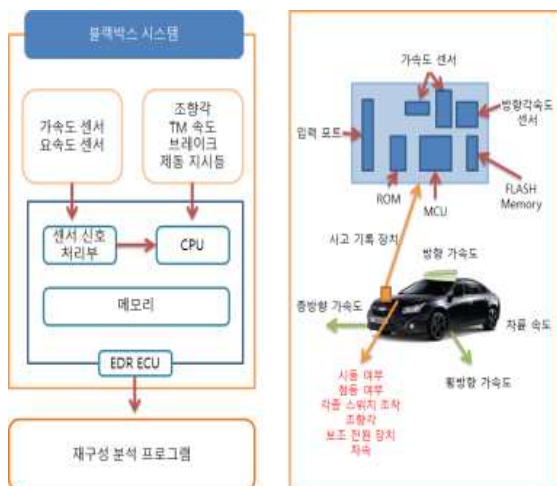 블랙박스 시스템
가속도 센서
요속도 센서
조향각
TM 속도
브레이크
제동 지시등
센서 신호
처리부
CPU
메모리
EDR ECU
재구성 분석 프로그램
가속도 센서
방향각속도
센서
입력 포트
ROM
MCU
FLASH
Memory
사고 기록 장치
방향 가속도
종방향 가속도
차륜 속도
횡방향 가속도
시동 여부
점등 여부
각종 스위치 조작
조향각
보조 전원 장치
차속